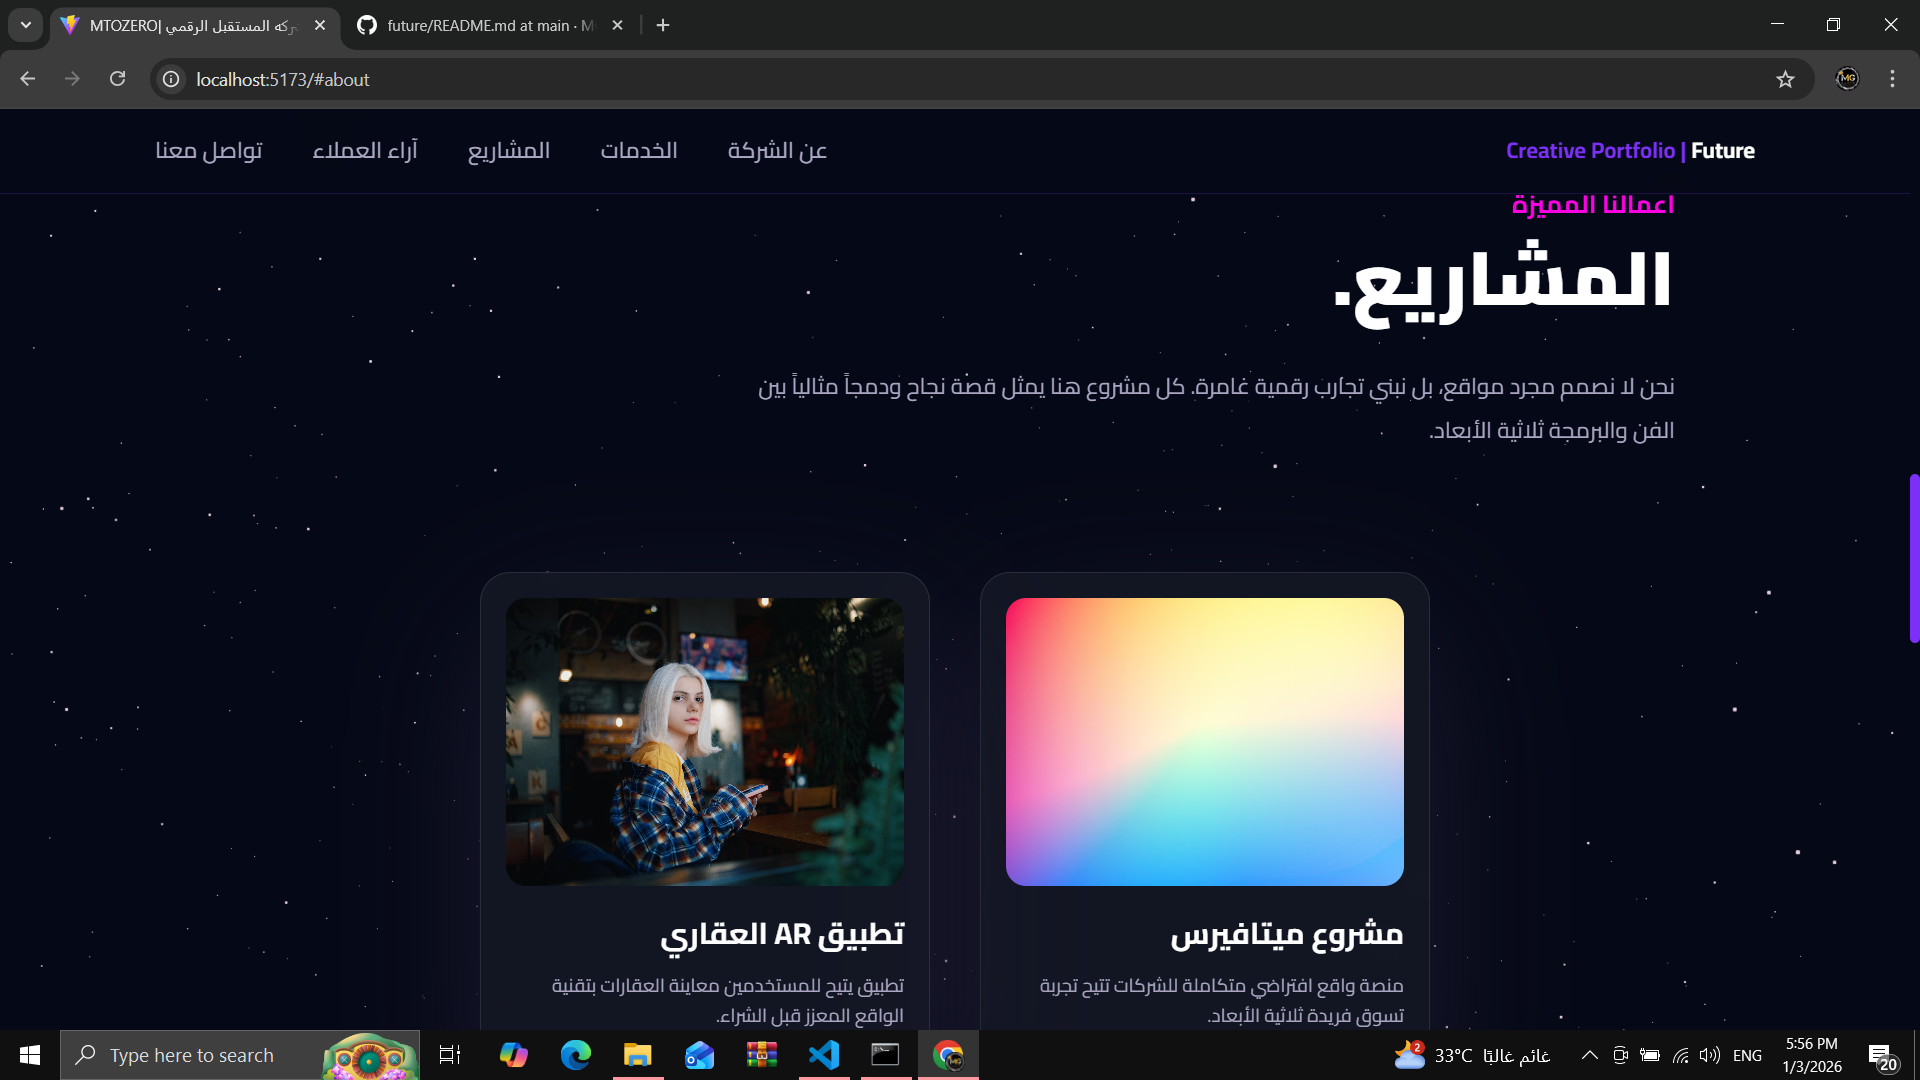 MTOZERO| شركه المستقبل الرقمي
future/README.md at main · M
localhost:5173/#about
Creative Portfolio | Future
عن الشركة
الخدمات
المشاريع
آراء العملاء
تواصل معنا
أعمالنا المميزة
المشاريع.
نحن لا نصمم مجرد مواقع، بل نبني تجارب رقمية غامرة. كل مشروع هنا يمثل قصة نجاح ودمجاً مثالياً بين
الفن والبرمجة ثلاثية الأبعاد.
مشروع ميتافيرس
منصة واقع افتراضي متكاملة للشركات تتيح تجربة
تسوق فريدة ثلاثية الأبعاد.
تطبيق AR العقاري
تطبيق يتيح للمستخدمين معاينة العقارات بتقنية
الواقع المعزز قبل الشراء.
Type here to search
2
33°C غائم غالبًا
ENG
5:56 PM
1/3/2026
20